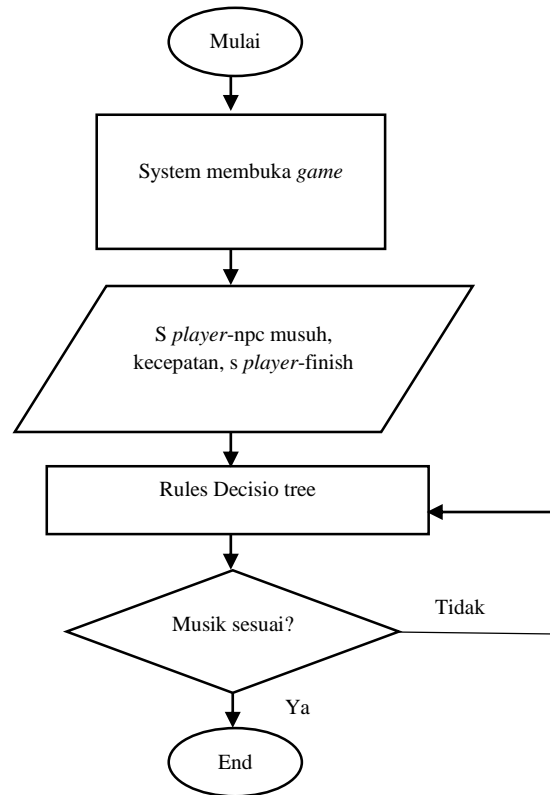 Mulai
System membuka game
S player-npc musuh,
kecepatan, s player-finish
Rules Decisio tree
Musik sesuai?
Tidak
Ya
End